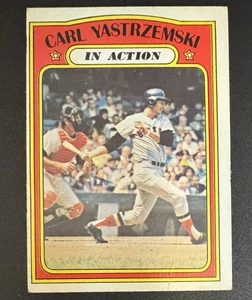 CARL YASTRZEMSKI
IN ACTION